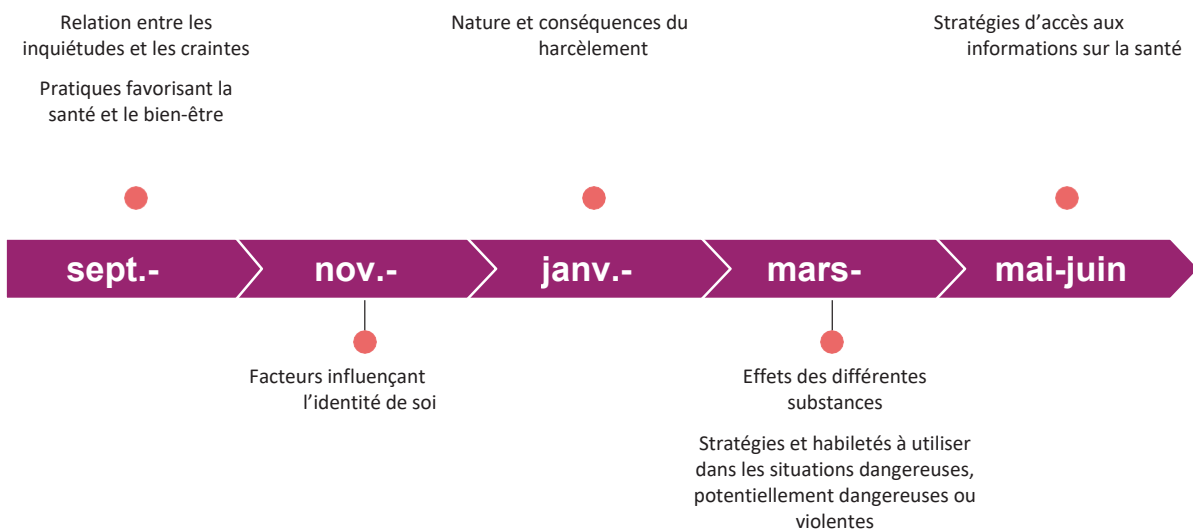 Relation entre les
inquiétudes et les craintes
Pratiques favorisant la
santé et le bien-être
Nature et conséquences du
harcèlement
Stratégies d’accès aux
informations sur la santé
sept.-
nov.-
janv.-
mars-
mai-juin
Facteurs influençant
l’identité de soi
Effets des différentes
substances
Stratégies et habiletés à utiliser
dans les situations dangereuses,
potentiellement dangereuses ou
violentes